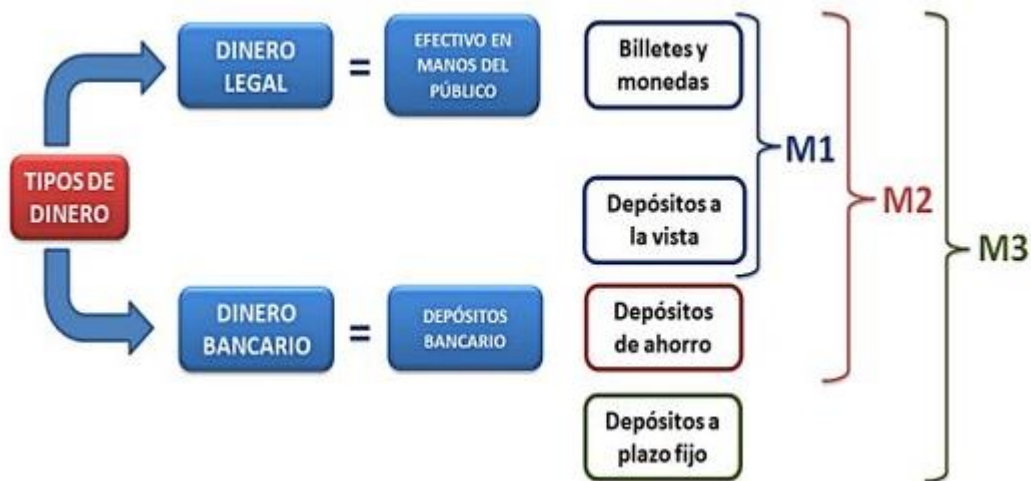 TIPOS DE
DINERO
DINERO
LEGAL
=
EFECTIVO EN
MANOS DEL
PÚBLICO
DINERO
BANCARIO
=
DEPÓSITOS
BANCARIO
Billetes y
monedas
Depósitos a
la vista
Depósitos
de ahorro
Depósitos a
plazo fijo
M1
M2
M3